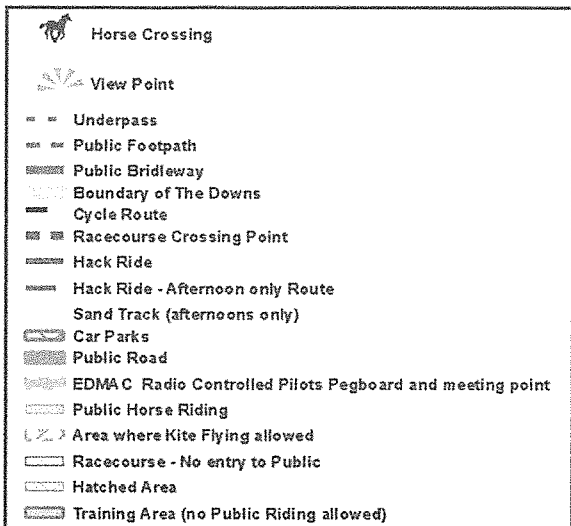 Horse Crossing
View Point
Underpass
Public Footpath
Public Bridleway
Boundary of The Downs
Cycle Route
Racecourse Crossing Point
Hack Ride
Hack Ride - Afternoon only Route
Sand Track (afternoons only)
Car Parks
Public Road
EDMAC Radio Controlled Pilots Pegboard and meeting point
Public Horse Riding
Area where Kite Flying allowed
Racecourse - No entry to Public
Hatched Area
Training Area (no Public Riding allowed)